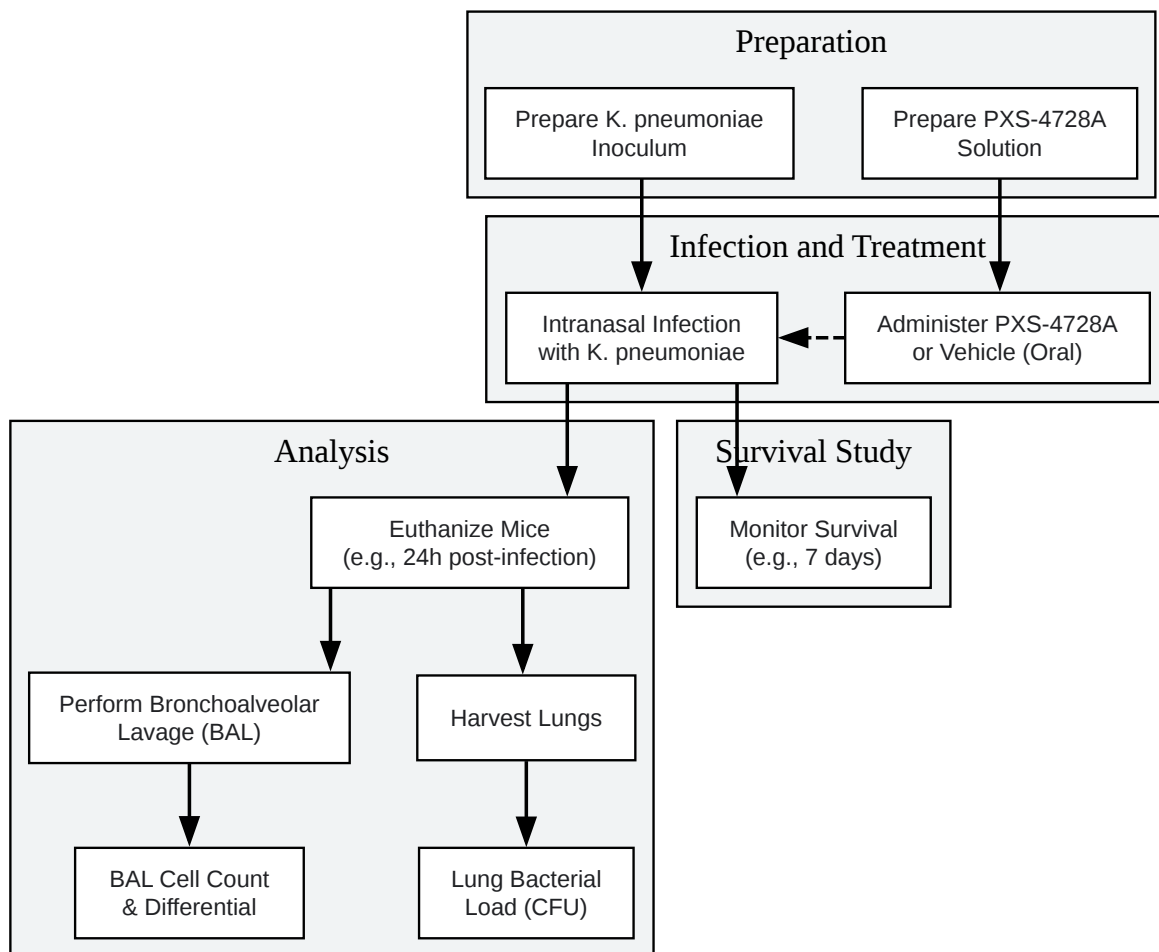 Preparation
Prepare K. pneumoniae
Inoculum
Prepare PXS-4728A
Solution
Infection and Treatment
Intranasal Infection
with K. pneumoniae
Administer PXS-4728A
or Vehicle (Oral)
Analysis
Survival Study
Euthanize Mice
(e.g., 24h post-infection)
Monitor Survival
(e.g., 7 days)
Perform Bronchoalveolar
Lavage (BAL)
Harvest Lungs
BAL Cell Count
& Differential
Lung Bacterial
Load (CFU)